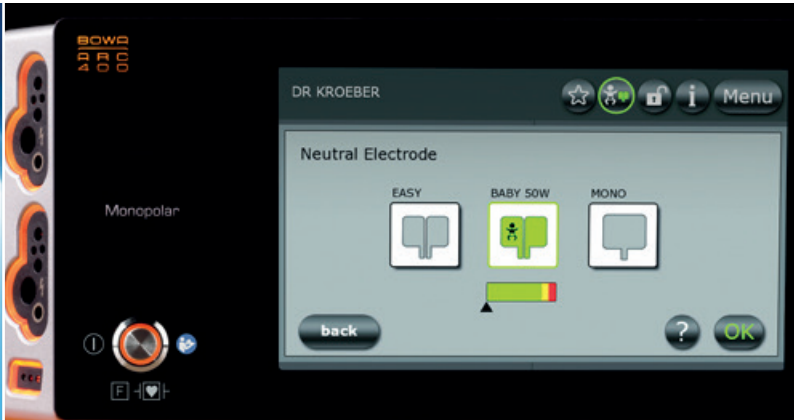 BOWA
ARC
400
DR KROEBER
i
Menu
Neutral Electrode
EASY
BABY 50W
MONO
Monopolar
back
?
OK
F